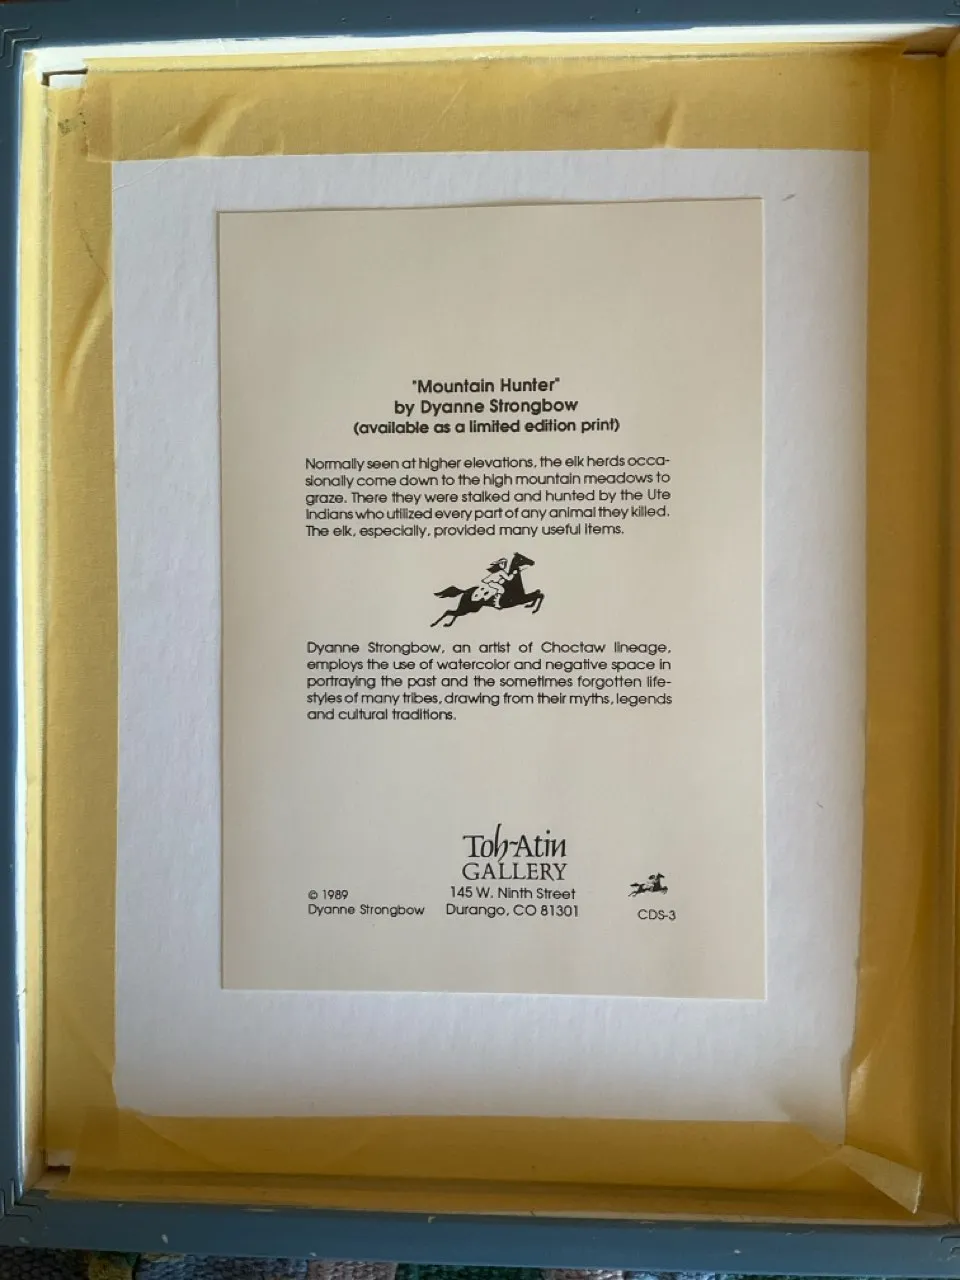 "Mountain Hunter"
by Dyanne Strongbow
(available as a limited edition print)
Normally seen at higher elevations, the elk herds occa-
sionally come down to the high mountain meadows to
graze. There they were stalked and hunted by the Ute
Indians who utilized every part of any animal they killed.
The elk, especially, provided many useful items.
Dyanne Strongbow, an artist of Choctaw lineage,
employs the use of watercolor and negative space in
portraying the past and the sometimes forgotten life-
styles of many tribes, drawing from their myths, legends
and cultural traditions.
Toh-Atin
GALLERY
145 W. Ninth Street
Durango, CO 81301
© 1989
Dyanne Strongbow
CDS-3